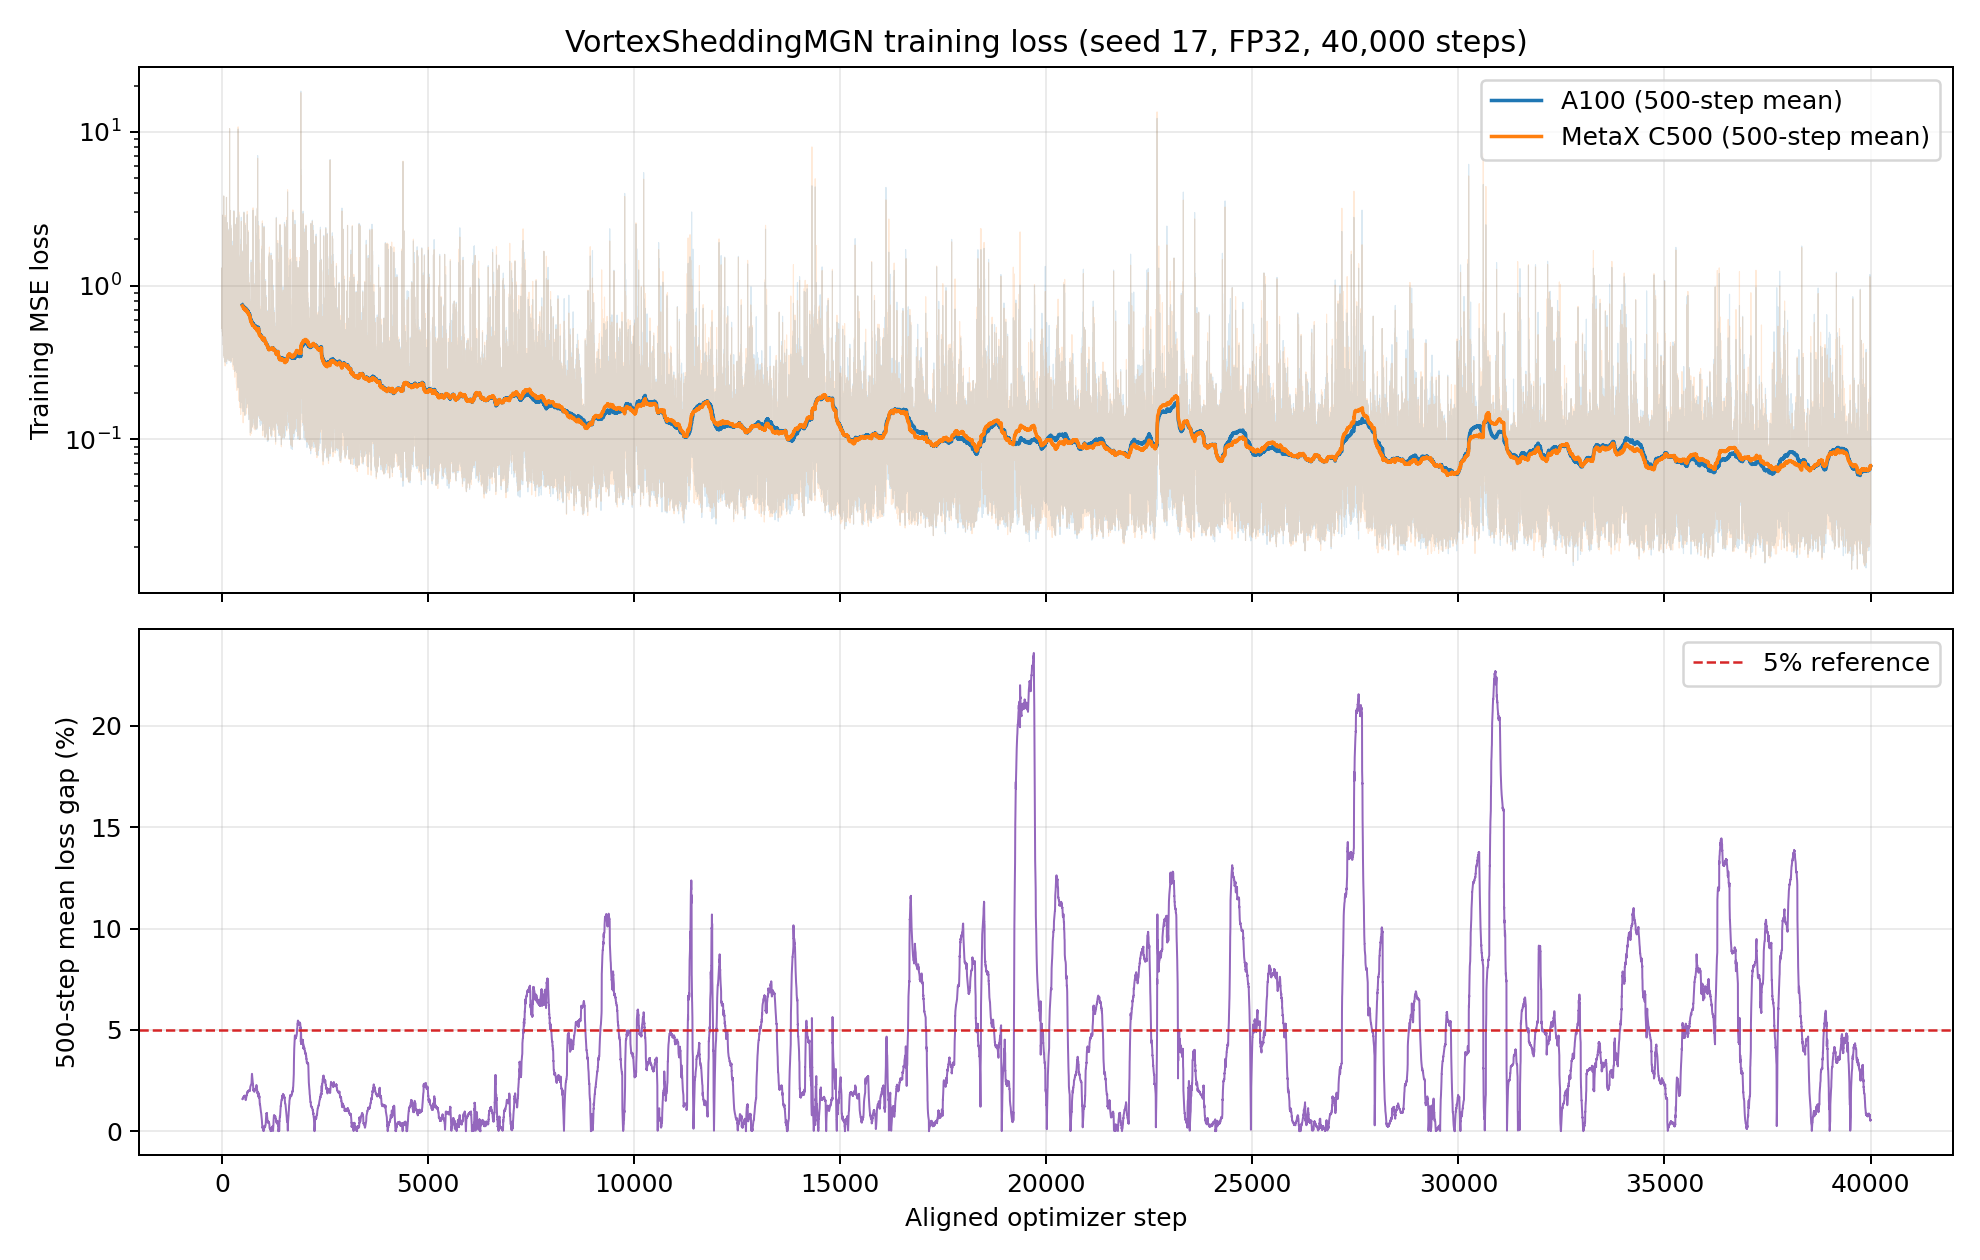 VortexSheddingMGN training loss (seed 17, FP32, 40,000 steps)
A100 (500-step mean)
MetaX C500 (500-step mean)
Training MSE loss
10¹
10⁰
10⁻¹
5% reference
500-step mean loss gap (%)
20
15
10
5
0
0 5000 10000 15000 20000 25000 30000 35000 40000
Aligned optimizer step